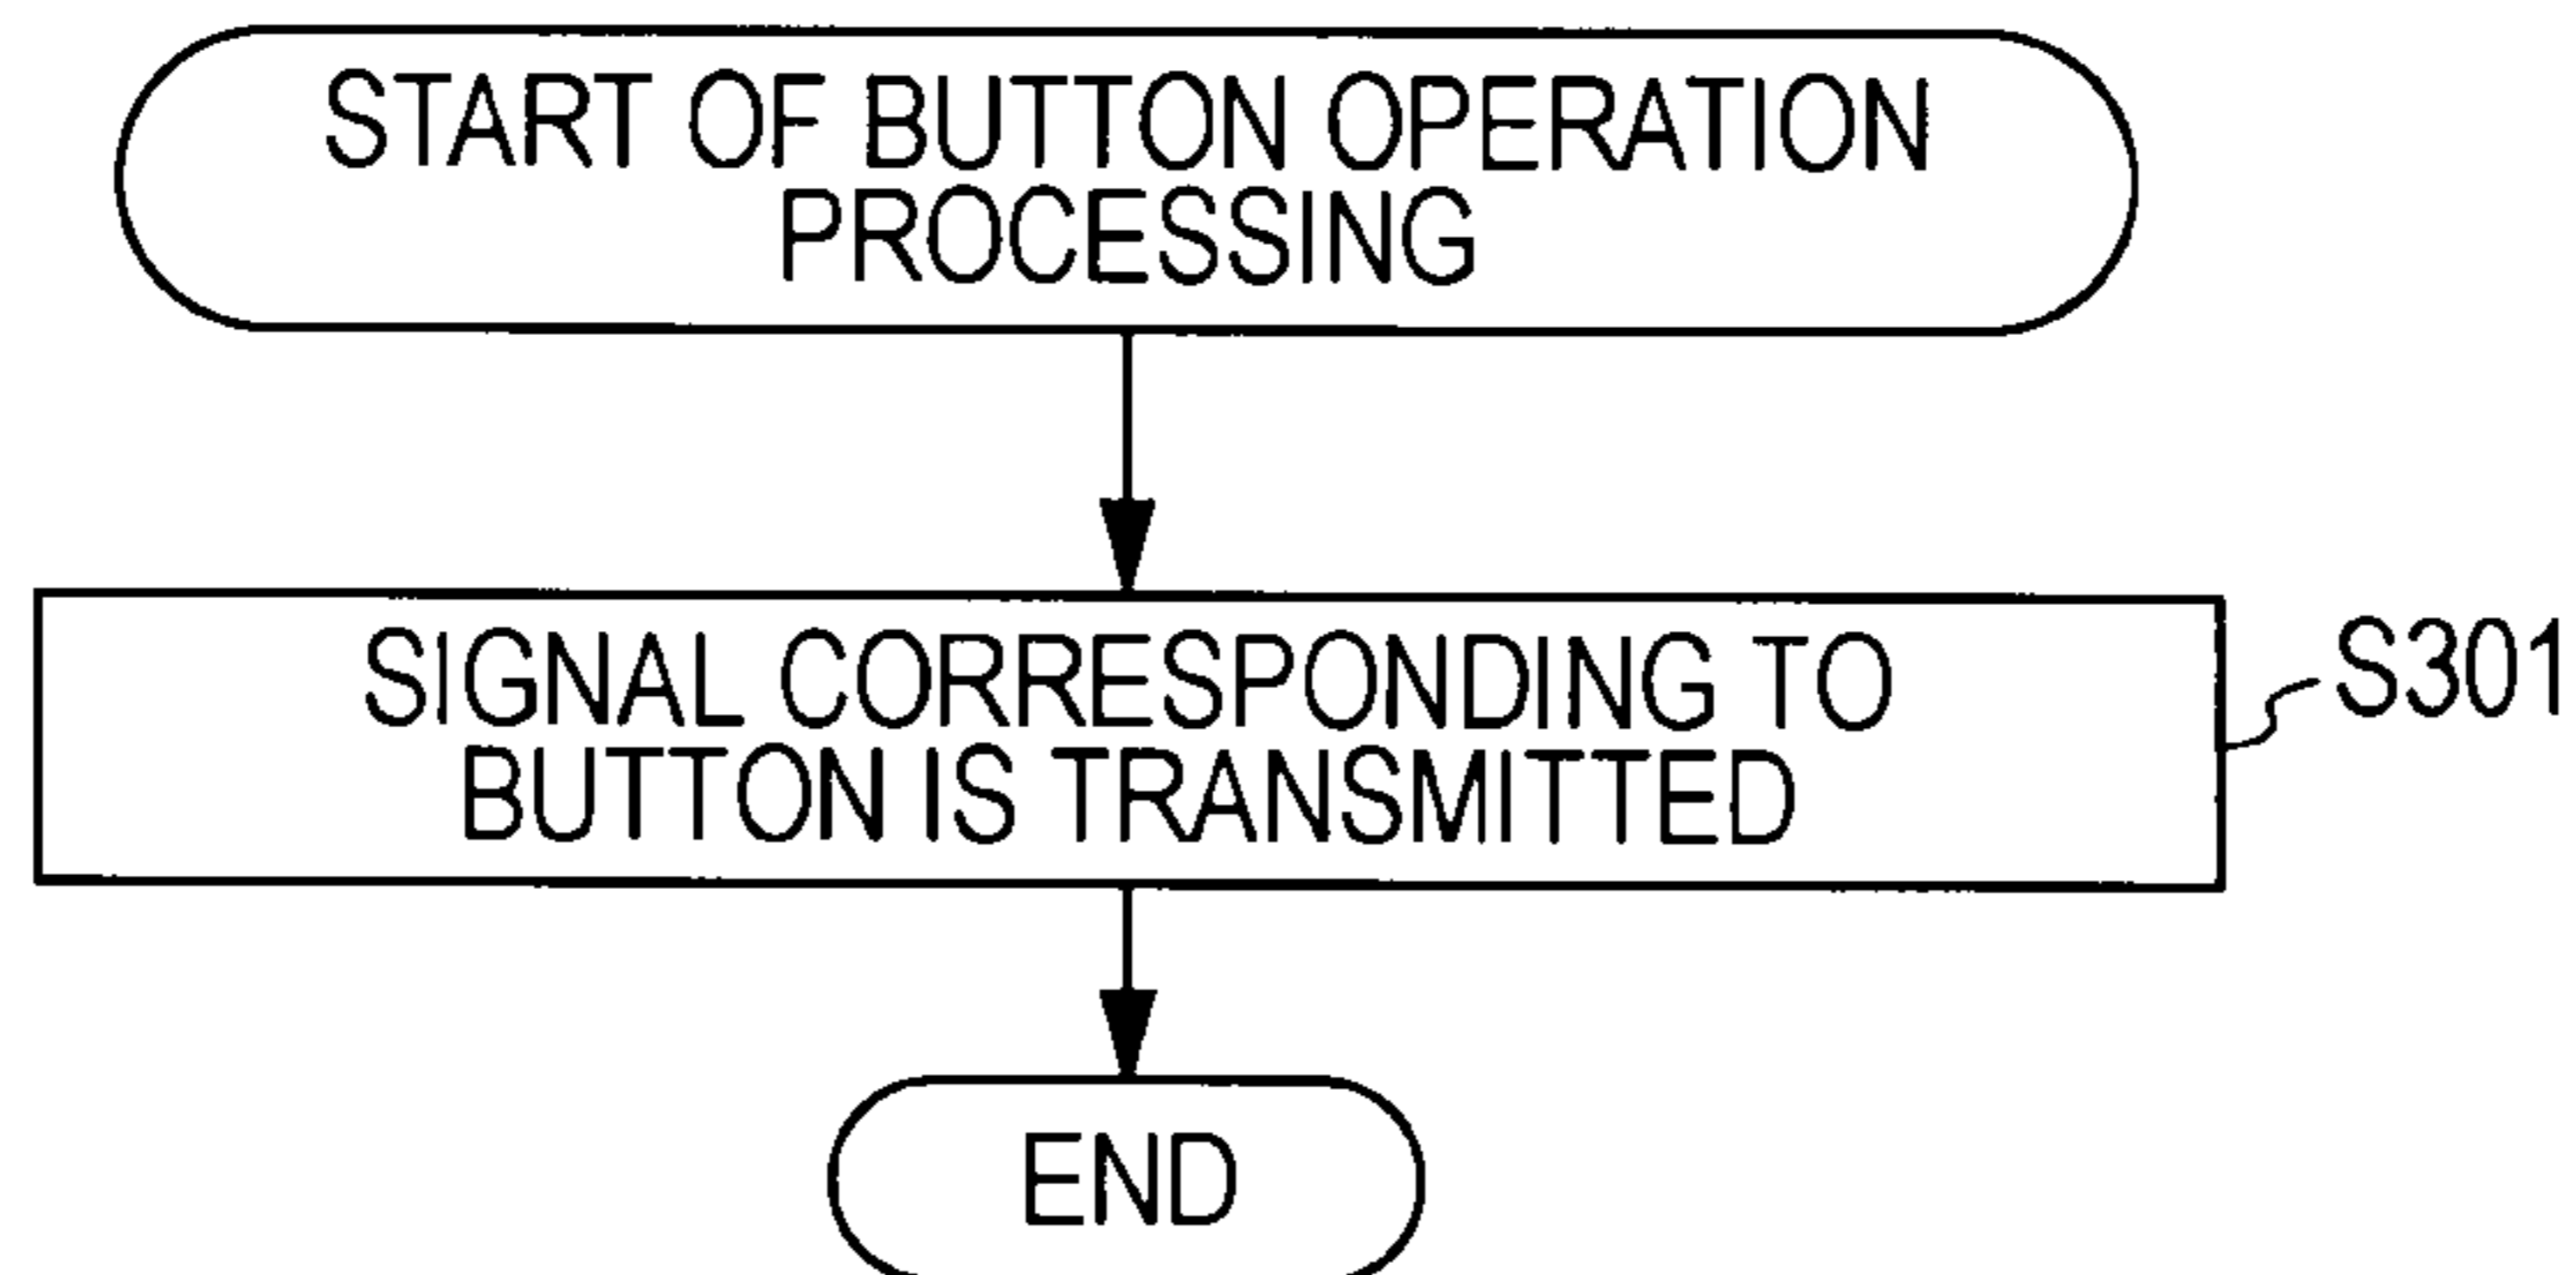 START OF BUTTON OPERATION
PROCESSING
SIGNAL CORRESPONDING TO
BUTTON IS TRANSMITTED
S301
END